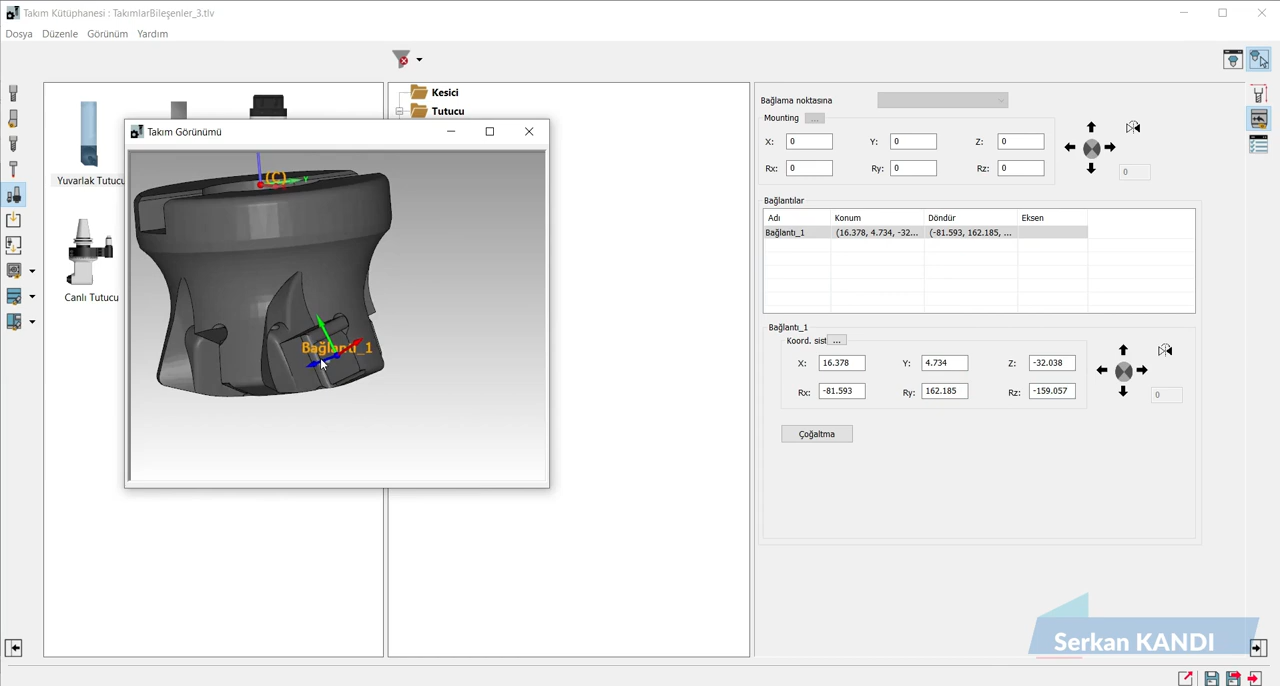 Takım Kütüphanesi : TakımlarBileşenler_3.tlv
Dosya Düzenle Görünüm Yardım
Kesici
Tutucu
Yuvarlak Tutucu
Canlı Tutucu
Takım Görünümü
(C)
Y
Bağlantı_1
Bağlama noktasına
Mounting ...
X: 0 Y: 0 Z: 0
Rx: 0 Ry: 0 Rz: 0
0
Bağlantılar
Adı Konum Döndür Eksen
Bağlantı_1 (16.378, 4.734, -32... (-81.593, 162.185, ...
Bağlantı_1
Koord. sist ...
X: 16.378 Y: 4.734 Z: -32.038
Rx: -81.593 Ry: 162.185 Rz: -159.057
0
Çoğaltma
Serkan KANDI